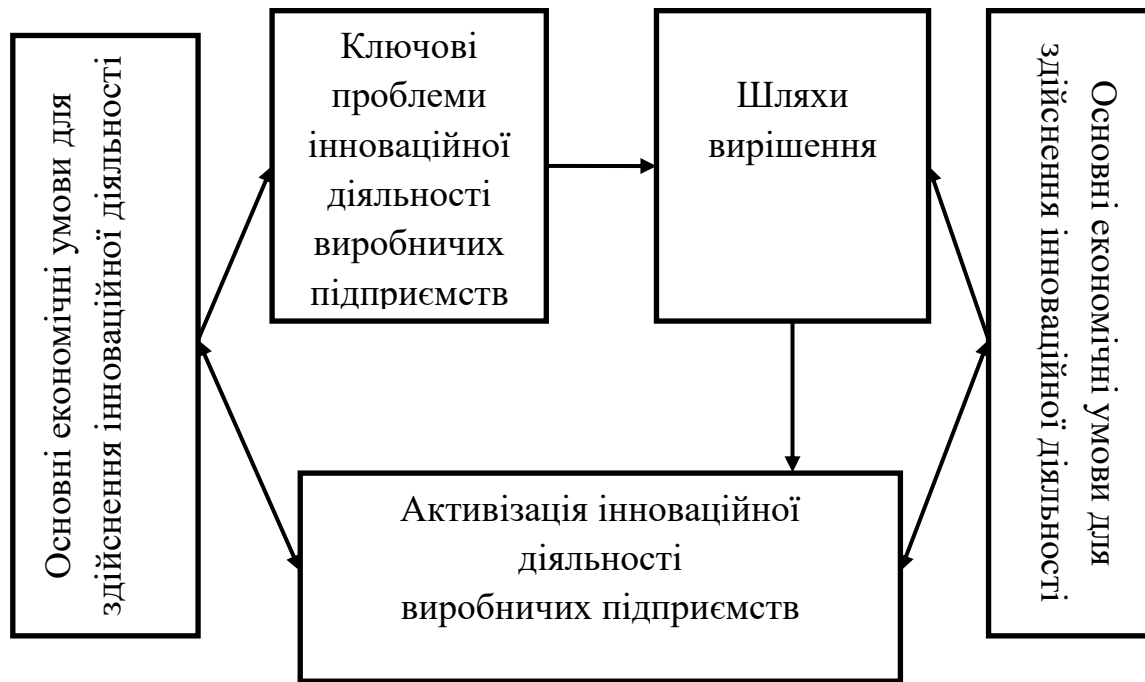 Основні економічні умови для
здійснення інноваційної діяльності
Ключові
проблеми
інноваційної
діяльності
виробничих
підприємств
Шляхи
вирішення
Основні економічні умови для
здійснення інноваційної діяльності
Активізація інноваційної
діяльності
виробничих підприємств